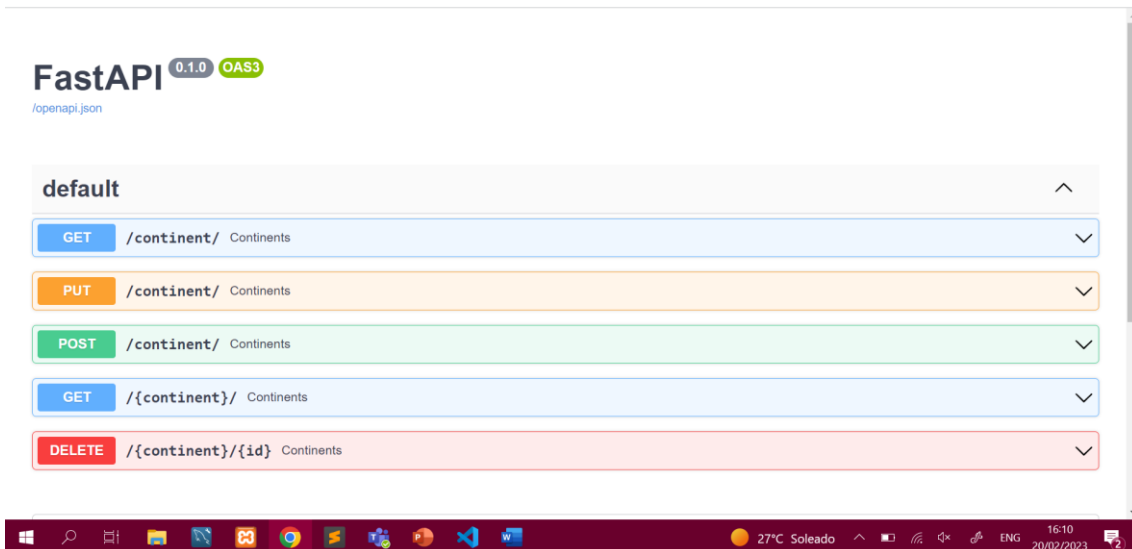 FastAPI 0.1.0 OAS3
/openapi.json
default
GET /continent/ Continents
PUT /continent/ Continents
POST /continent/ Continents
GET /{continent}/ Continents
DELETE /{continent}/{id} Continents
27°C Soleado ENG 16:10
20/02/2023 2